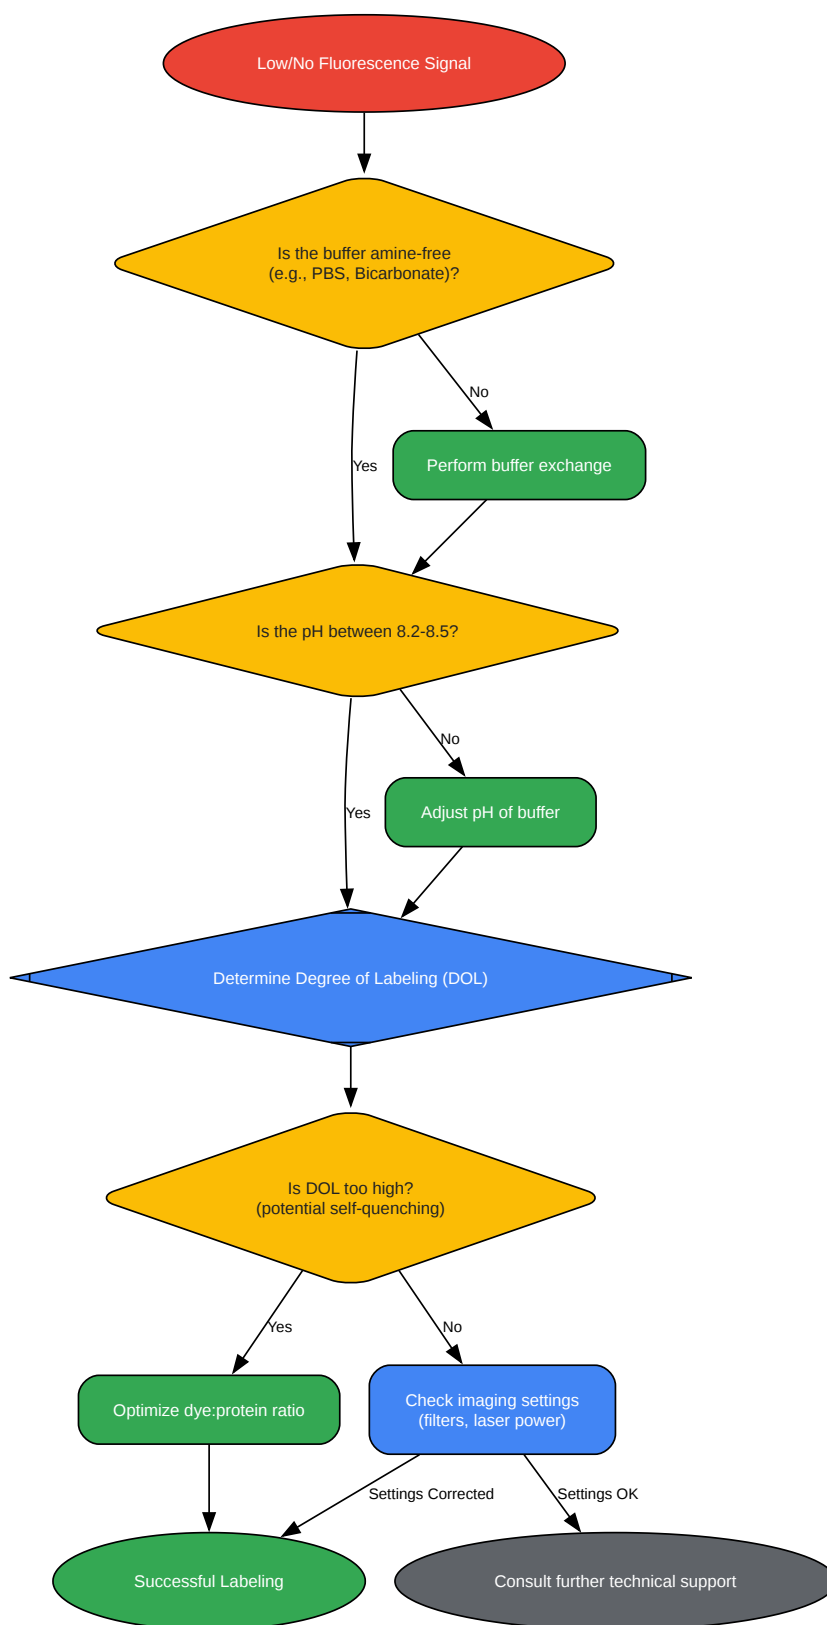 Low/No Fluorescence Signal
Is the buffer amine-free
(e.g., PBS, Bicarbonate)?
No
Yes
Perform buffer exchange
Is the pH between 8.2-8.5?
No
Yes
Adjust pH of buffer
Determine Degree of Labeling (DOL)
Is DOL too high?
(potential self-quenching)
Yes
No
Optimize dye:protein ratio
Check imaging settings
(filters, laser power)
Settings Corrected
Settings OK
Successful Labeling
Consult further technical support